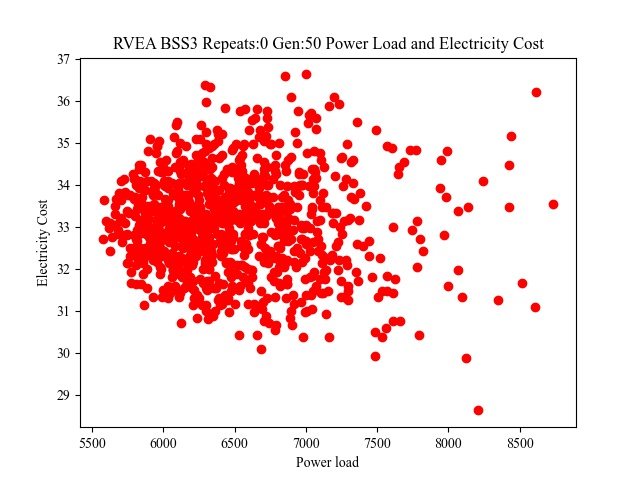 RVEA BSS3 Repeats:0 Gen:50 Power Load and Electricity Cost
37
36
35
34
33
32
31
30
29
Electricity Cost
5500 6000 6500 7000 7500 8000 8500
Power load